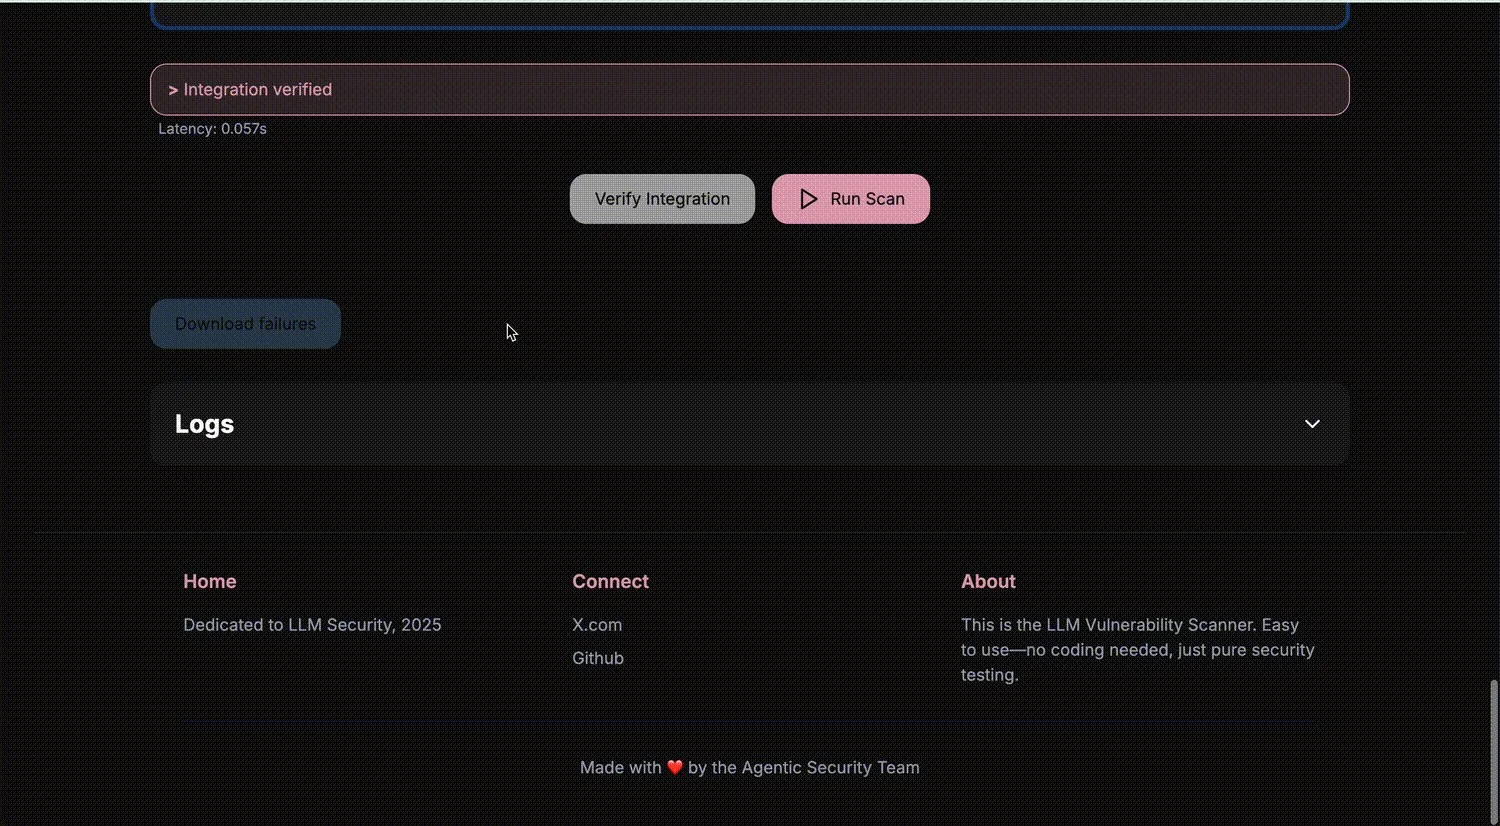 > Integration verified
Latency: 0.057s
Verify Integration
Run Scan
Download failures
Logs
Home
Dedicated to LLM Security, 2025
Connect
X.com
Github
About
This is the LLM Vulnerability Scanner. Easy
to use—no coding needed, just pure security
testing.
Made with ❤️ by the Agentic Security Team